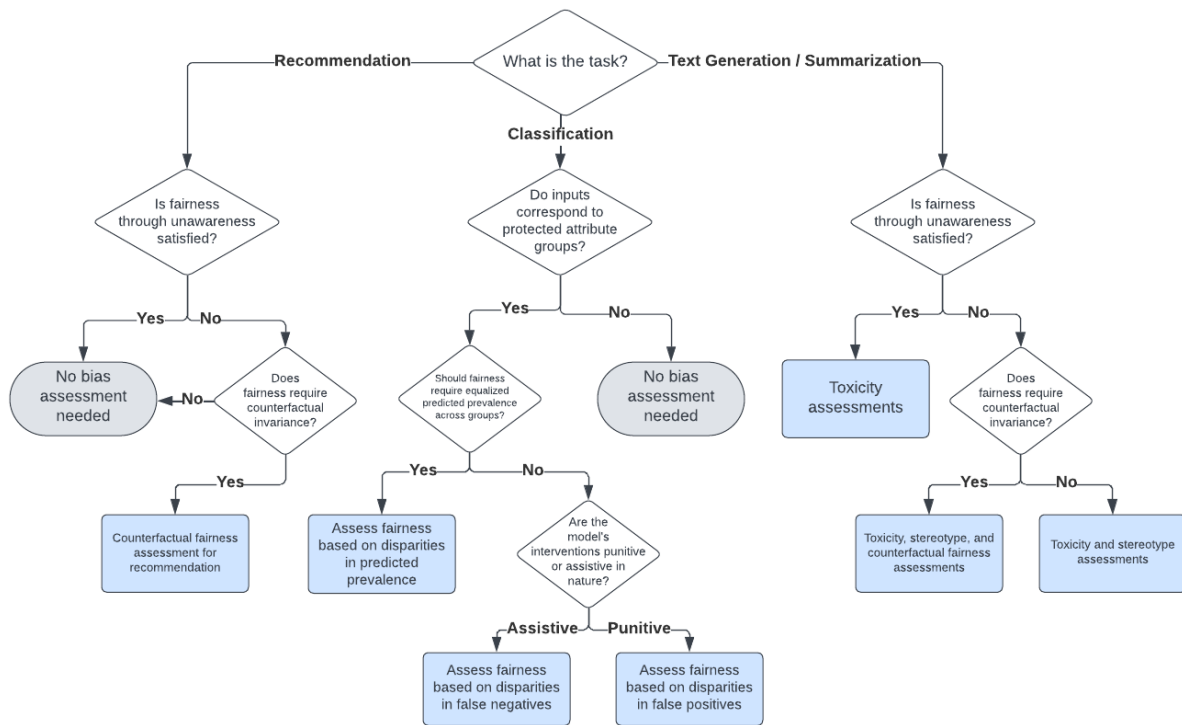 What is the task?
Recommendation
Text Generation / Summarization
Classification
Is fairness
through unawareness
satisfied?
Do inputs
correspond to
protected attribute
groups?
Is fairness
through unawareness
satisfied?
Yes
No
Yes
No
Yes
No
No bias
assessment
needed
No
Does
fairness require
counterfactual
invariance?
Should fairness
require equalized
predicted prevalence
across groups?
No bias
assessment
needed
Toxicity
assessments
Does
fairness require
counterfactual
invariance?
Yes
Yes
No
Yes
No
Counterfactual fairness
assessment for
recommendation
Assess fairness
based on disparities
in predicted
prevalence
Are the
model's
interventions punitive
or assistive in
nature?
Toxicity, stereotype, and
counterfactual fairness
assessments
Toxicity and stereotype
assessments
Assistive
Punitive
Assess fairness
based on disparities
in false negatives
Assess fairness
based on disparities
in false positives